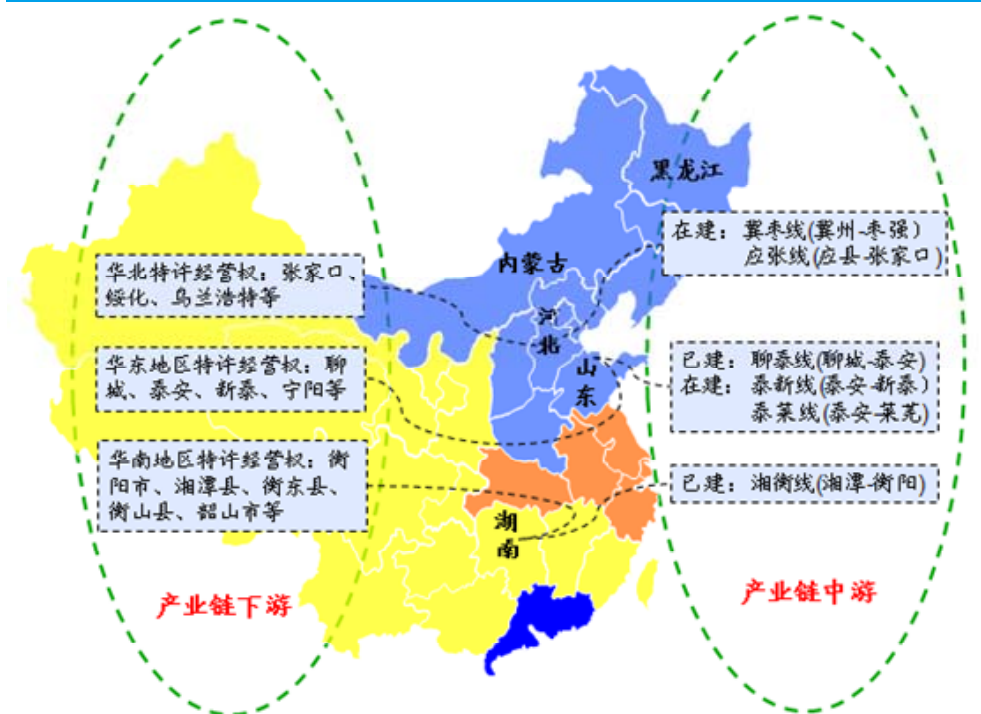 黑龙江
内蒙古
河
北
山
东
湖
南
华北特许经营权：张家口、
绥化、乌兰浩特等
华东地区特许经营权：聊
城、泰安、新泰、宁阳等
华南地区特许经营权：衡
阳市、湘潭县、衡东县、
衡山县、韶山市等
产业链下游
在建：冀枣线(冀州-枣强)
应张线(应县-张家口)
已建：聊泰线(聊城-泰安)
在建：泰新线(泰安-新泰)
泰莱线(泰安-莱芜)
已建：湘衡线(湘潭-衡阳)
产业链中游